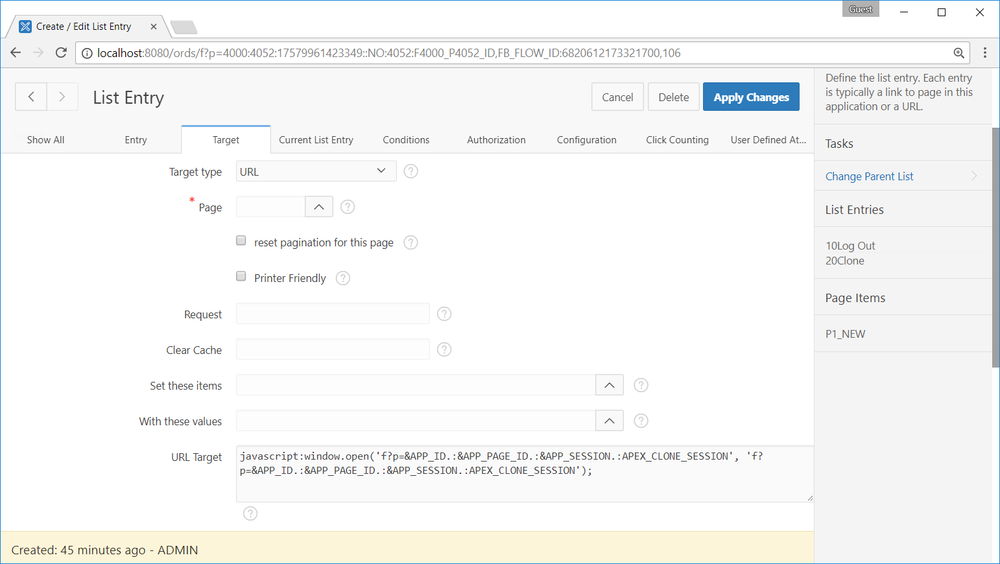 Guest
Create / Edit List Entry
localhost:8080/ords/f?p=4000:4052:17579961423349::NO:4052:F4000_P4052_ID,FB_FLOW_ID:6820612173321700,106
List Entry
Cancel
Delete
Apply Changes
Show All
Entry
Target
Current List Entry
Conditions
Authorization
Configuration
Click Counting
User Defined At...
Target type
URL
?
* Page
?
reset pagination for this page
?
Printer Friendly
?
Request
?
Clear Cache
?
Set these items
?
With these values
?
URL Target
javascript:window.open('f?p=&APP_ID.:&APP_PAGE_ID.:&APP_SESSION.:APEX_CLONE_SESSION', 'f?
p=&APP_ID.:&APP_PAGE_ID.:&APP_SESSION.:APEX_CLONE_SESSION');
?
Created: 45 minutes ago - ADMIN
Define the list entry. Each entry
is typically a link to page in this
application or a URL.
Tasks
Change Parent List
List Entries
10Log Out
20Clone
Page Items
P1_NEW